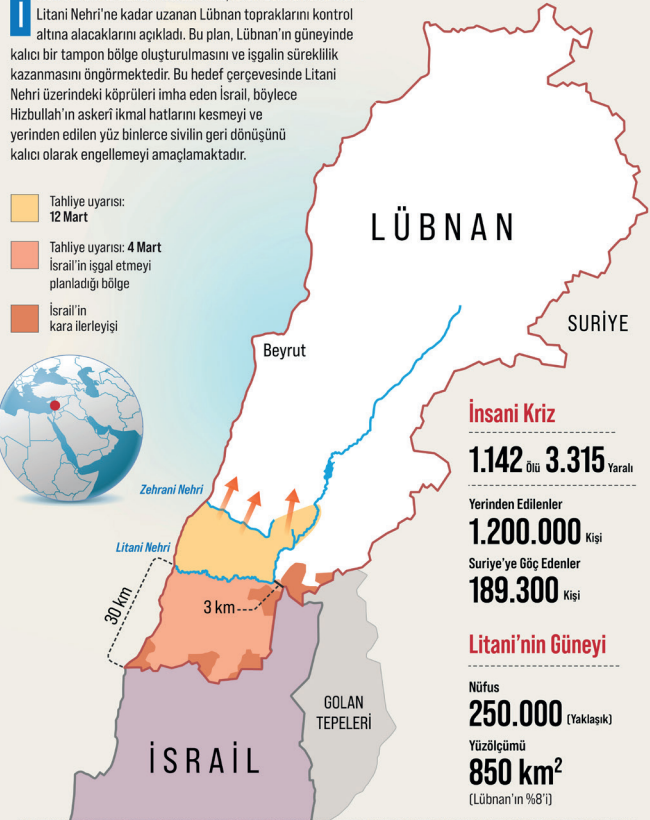 Litani Nehri'ne kadar uzanan Lübnan topraklarını kontrol
altına alacaklarını açıkladı. Bu plan, Lübnan'ın güneyinde
kalıcı bir tampon bölge oluşturulmasını ve işgalin süreklilik
kazanmasını öngörmektedir. Bu hedef çerçevesinde Litani
Nehri üzerindeki köprüleri imha eden İsrail, böylece
Hizbullah'ın askerî ikmal hatlarını kesmeyi ve
yerinden edilen yüz binlerce sivilin geri dönüşünü
kalıcı olarak engellemeyi amaçlamaktadır.
Tahliye uyarısı:
12 Mart
Tahliye uyarısı: 4 Mart
İsrail'in işgal etmeyi
planladığı bölge
İsrail'in
kara ilerleyişi
LÜBNAN
SURİYE
Beyrut
Zehrani Nehri
Litani Nehri
30 km
3 km
GOLAN
TEPELERİ
İSRAİL
İnsani Kriz
1.142 Ölü 3.315 Yaralı
Yerinden Edilenler
1.200.000 Kişi
Suriye'ye Göç Edenler
189.300 Kişi
Litani'nin Güneyi
Nüfus
250.000 (Yaklaşık)
Yüzölçümü
850 km²
(Lübnan'ın %8'i)